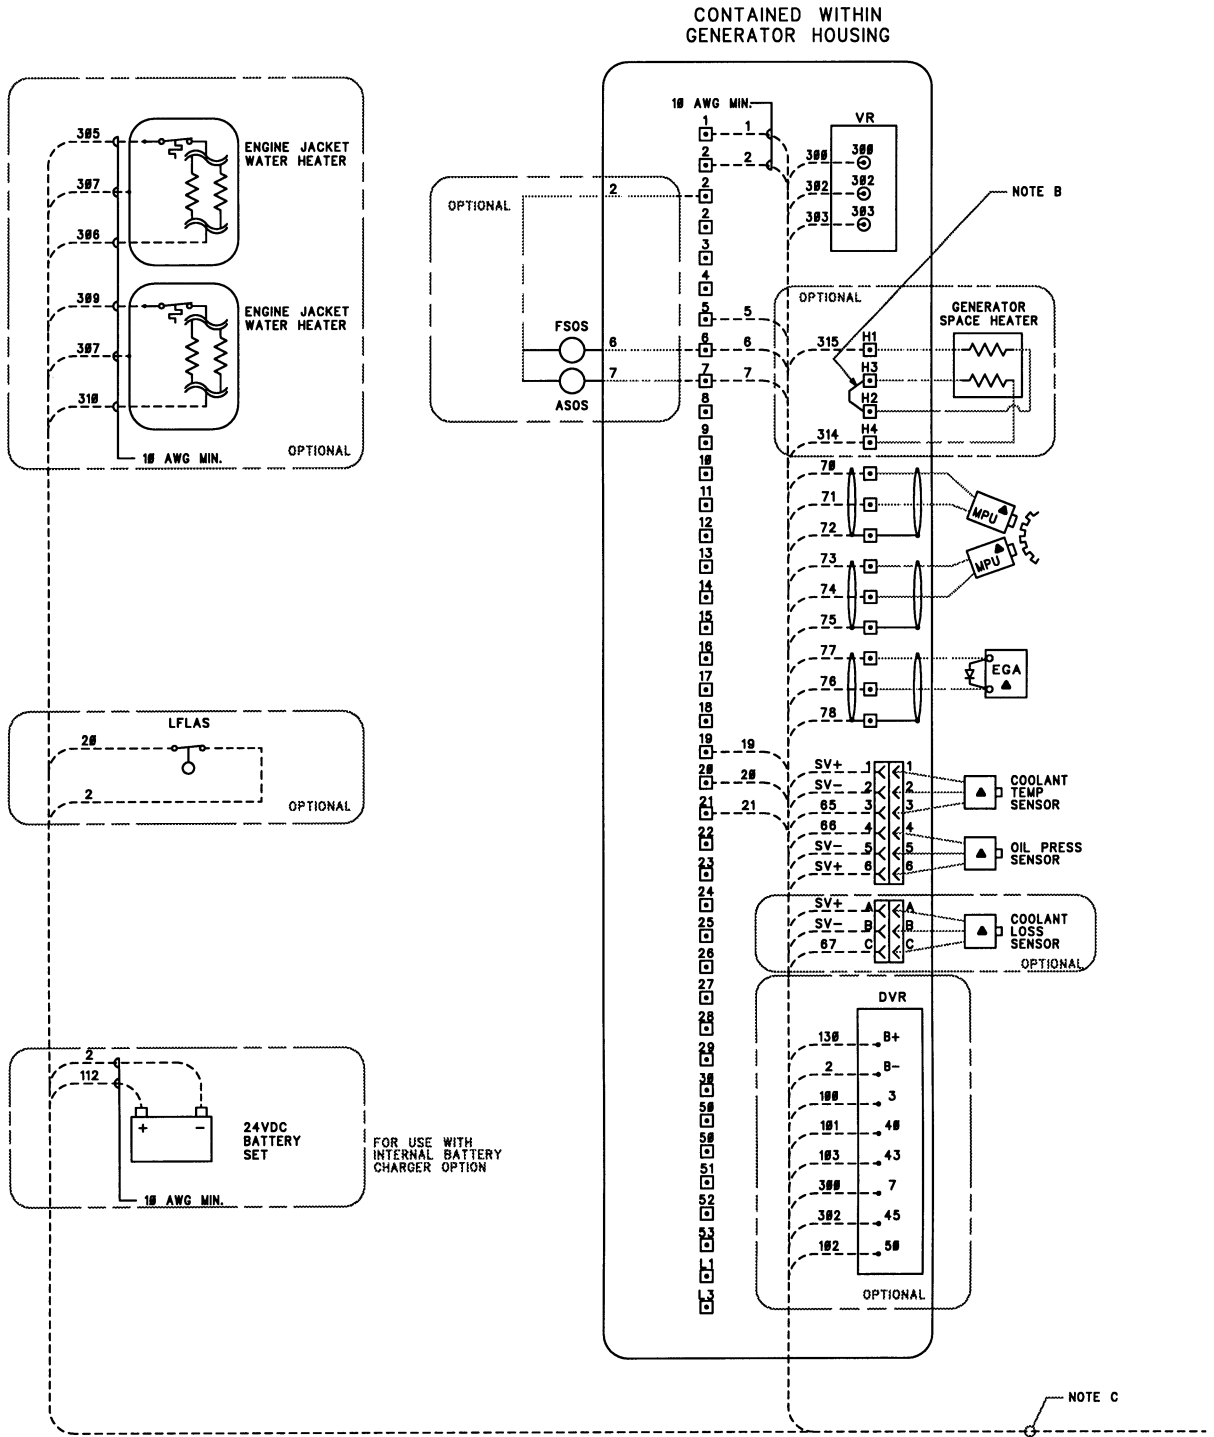 CONTAINED WITHIN
GENERATOR HOUSING
305
307
306
ENGINE JACKET
WATER HEATER
309
307
310
ENGINE JACKET
WATER HEATER
10 AWG MIN.
OPTIONAL
LFLAS
20
2
OPTIONAL
2
112
+
-
24VDC
BATTERY
SET
10 AWG MIN.
FOR USE WITH
INTERNAL BATTERY
CHARGER OPTION
OPTIONAL
2
FSOS
6
7
ASOS
10 AWG MIN.
1
1
2
2
2
2
3
4
5
5
6
6
7
7
8
9
10
11
12
13
14
15
16
17
18
19
19
20
20
21
21
22
23
24
25
26
27
28
29
30
50
50
51
52
53
L1
L3
VR
300
300
302
302
303
303
NOTE B
OPTIONAL
GENERATOR
SPACE HEATER
315
H1
H3
H2
314
H4
70
71
72
MPU
73
74
75
MPU
77
76
78
EGA
SV+ 1 1
SV- 2 2
65 3 3
66 4 4
SV- 5 5
SV+ 6 6
COOLANT
TEMP
SENSOR
OIL PRESS
SENSOR
SV+ A A
SV- B B
67 C C
COOLANT
LOSS
SENSOR
OPTIONAL
DVR
130 B+
2 B-
100 3
101 40
103 43
300 7
302 45
102 50
OPTIONAL
NOTE C